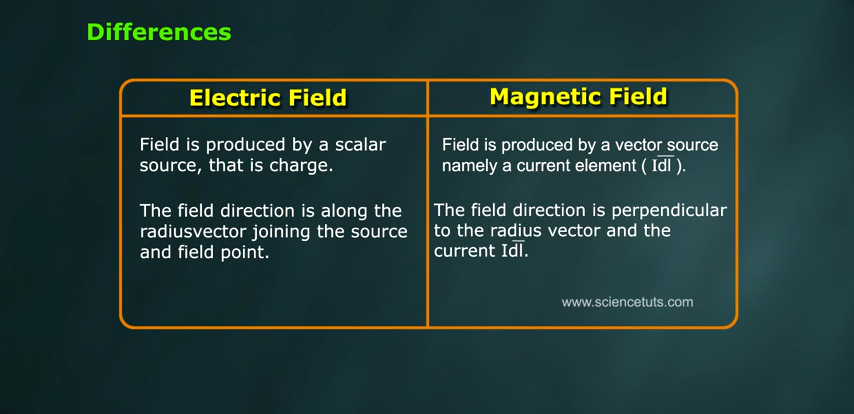 Differences
Electric Field
Magnetic Field
Field is produced by a scalar
source, that is charge.
The field direction is along the
radiusvector joining the source
and field point.
Field is produced by a vector source
namely a current element ( Id̅l̅ ).
The field direction is perpendicular
to the radius vector and the
current Id̅l̅.
www.sciencetuts.com